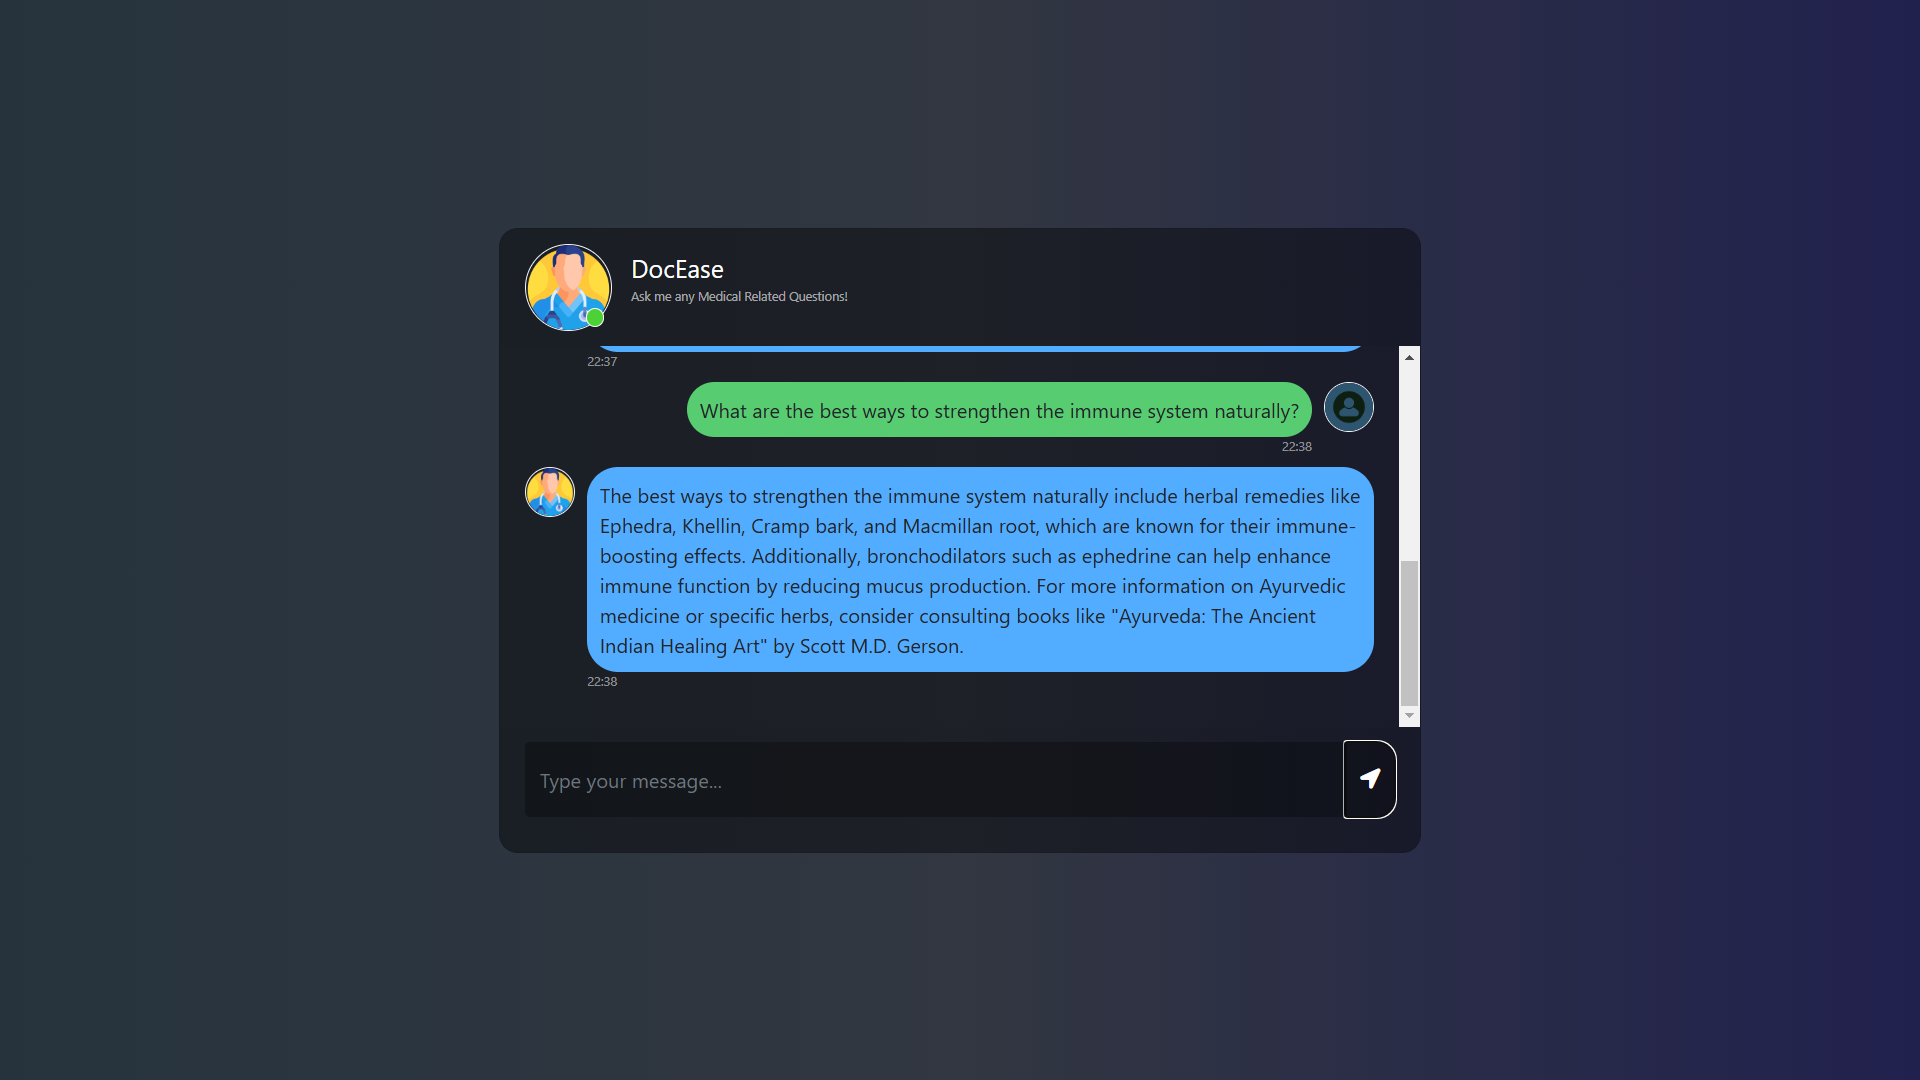 DocEase
Ask me any Medical Related Questions!
22:37
What are the best ways to strengthen the immune system naturally?
22:38
The best ways to strengthen the immune system naturally include herbal remedies like
Ephedra, Khellin, Cramp bark, and Macmillan root, which are known for their immune-
boosting effects. Additionally, bronchodilators such as ephedrine can help enhance
immune function by reducing mucus production. For more information on Ayurvedic
medicine or specific herbs, consider consulting books like "Ayurveda: The Ancient
Indian Healing Art" by Scott M.D. Gerson.
22:38
Type your message...